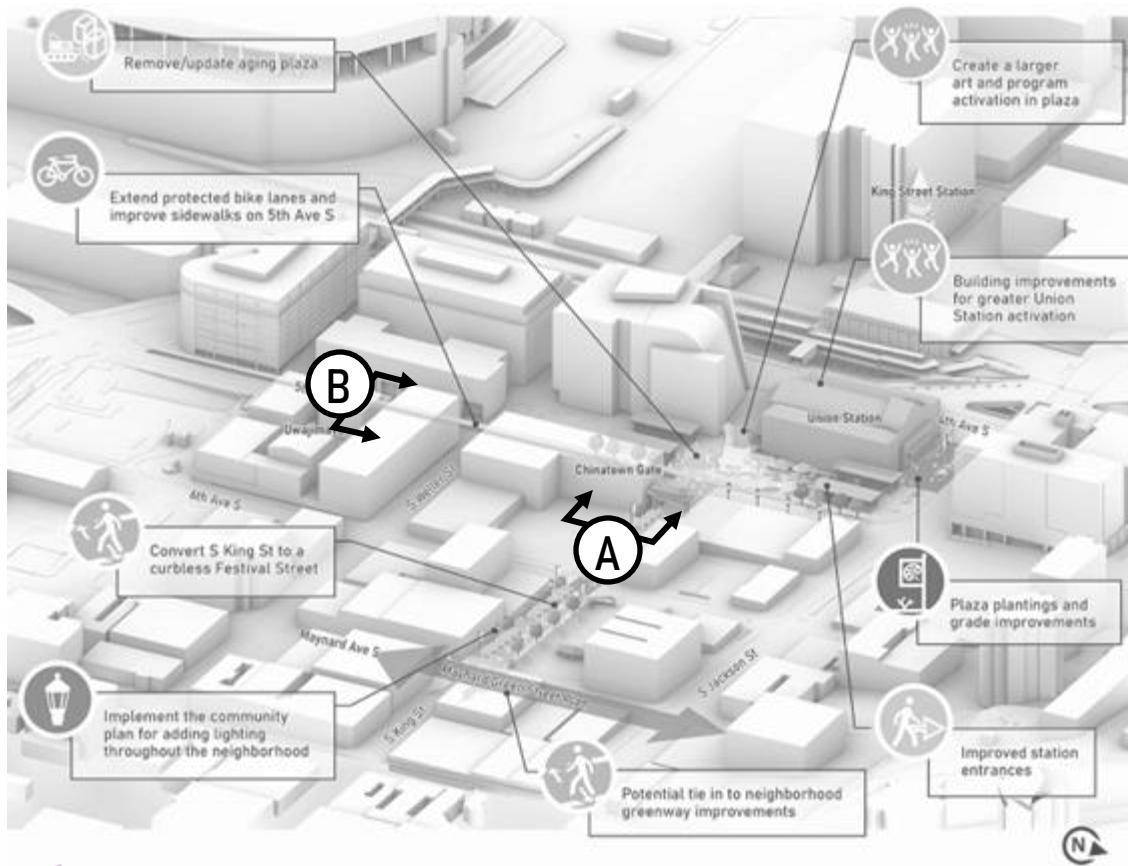 Remove/update aging plaza
Create a larger
art and program
activation in plaza
Extend protected bike lanes and
improve sidewalks on 5th Ave S
King Street Station
Building improvements
for greater Union
Station activation
B
Union Station
4th Ave S
Chinatown Gate
6th Ave S
S Weller St
A
Convert S King St to a
curbless Festival Street
Plaza plantings and
grade improvements
Maynard Ave S
Maynard Green Street
S Jackson St
S King St
Implement the community
plan for adding lighting
throughout the neighborhood
Improved station
entrances
Potential tie in to neighborhood
greenway improvements
N